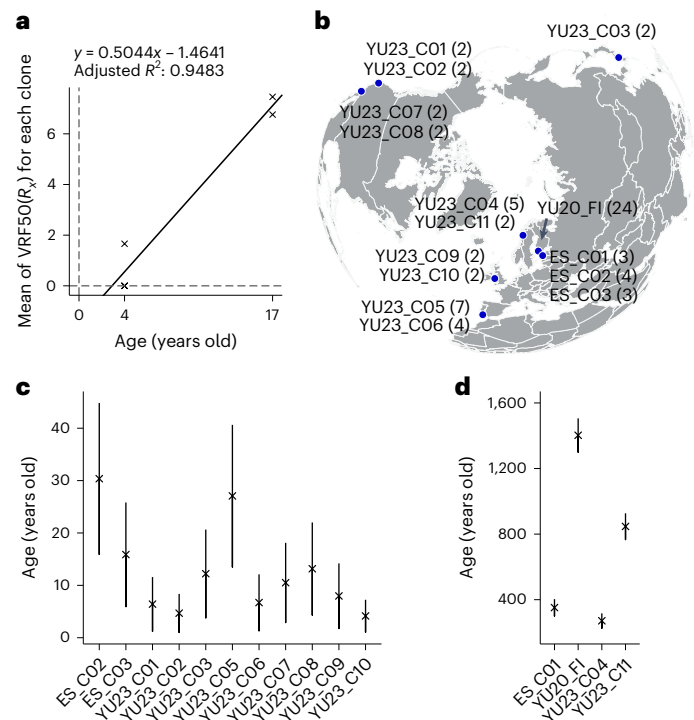 a
y = 0.5044x – 1.4641
Adjusted R²: 0.9483
Mean of VRF50(Rₓ) for each clone
6
4
2
0
0
4
17
Age (years old)
b
YU23_C03 (2)
YU23_C01 (2)
YU23_C02 (2)
YU23_C07 (2)
YU23_C08 (2)
YU23_C04 (5)
YU20_FI (24)
YU23_C11 (2)
YU23_C09 (2)
ES_C01 (3)
YU23_C10 (2)
ES_C02 (4)
ES_C03 (3)
YU23_C05 (7)
YU23_C06 (4)
c
Age (years old)
40
30
20
10
0
ES_C02
ES_C03
YU23_C01
YU23_C02
YU23_C03
YU23_C05
YU23_C06
YU23_C07
YU23_C08
YU23_C09
YU23_C10
d
Age (years old)
1,600
1,200
800
400
ES_C01
YU20_FI
YU23_C04
YU23_C11